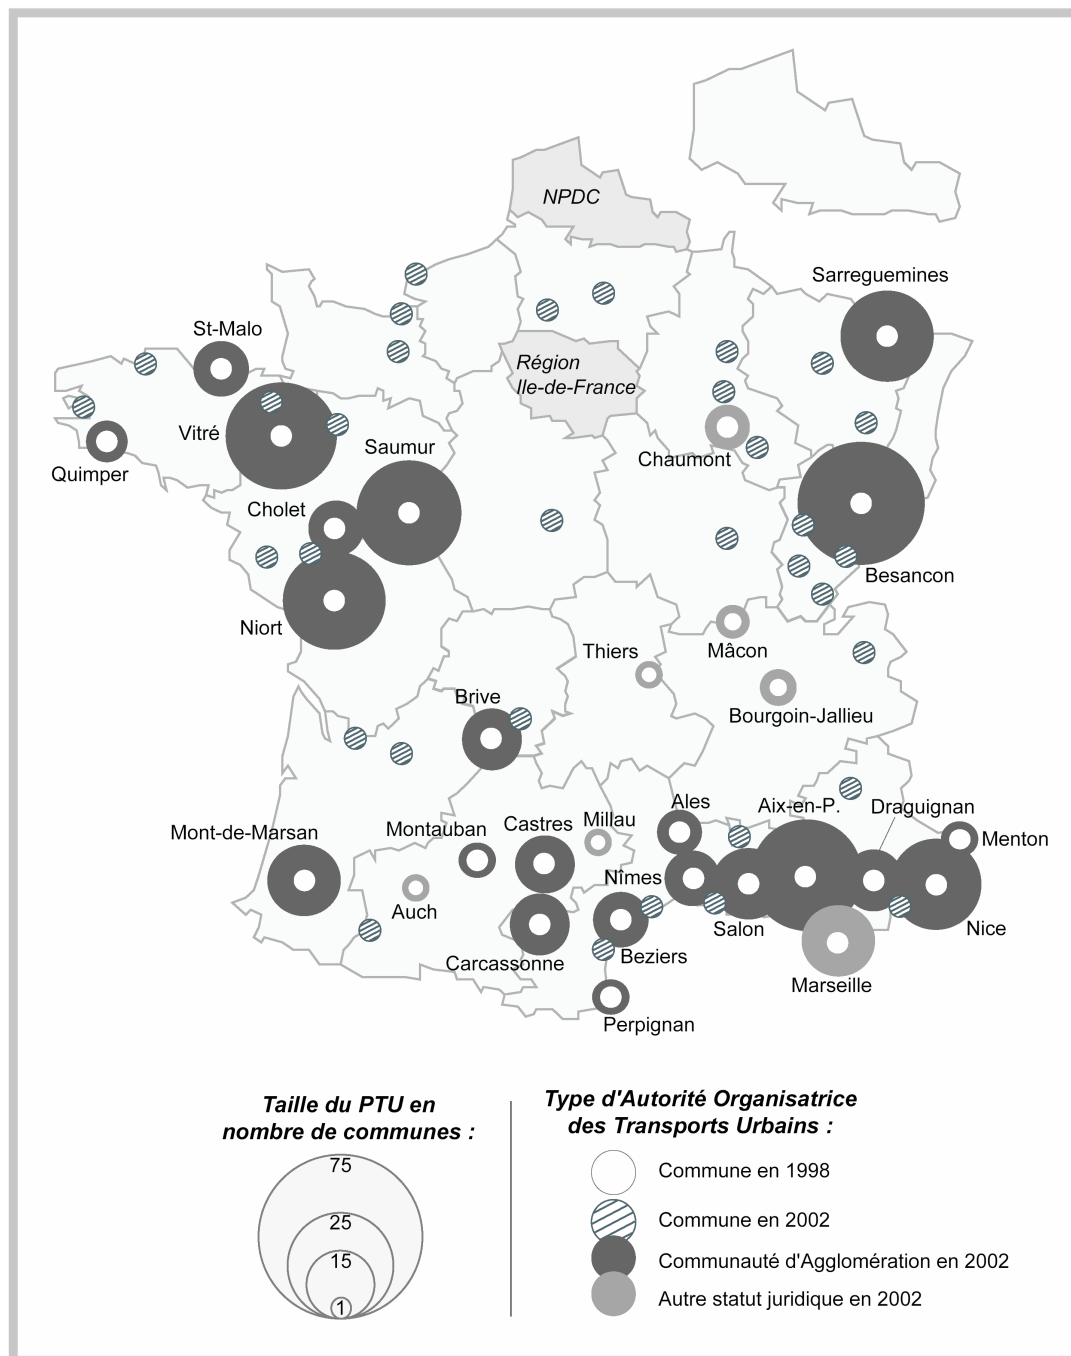 NPDC
Sarreguemines
St-Malo
Région
Ile-de-France
Vitré
Saumur
Chaumont
Quimper
Cholet
Besancon
Niort
Thiers
Mâcon
Brive
Bourgoin-Jallieu
Ales
Aix-en-P.
Draguignan
Mont-de-Marsan
Montauban
Castres
Millau
Menton
Nîmes
Auch
Salon
Nice
Carcassonne
Beziers
Marseille
Perpignan
Taille du PTU en
nombre de communes :
75
25
15
1
Type d'Autorité Organisatrice
des Transports Urbains :
Commune en 1998
Commune en 2002
Communauté d'Agglomération en 2002
Autre statut juridique en 2002